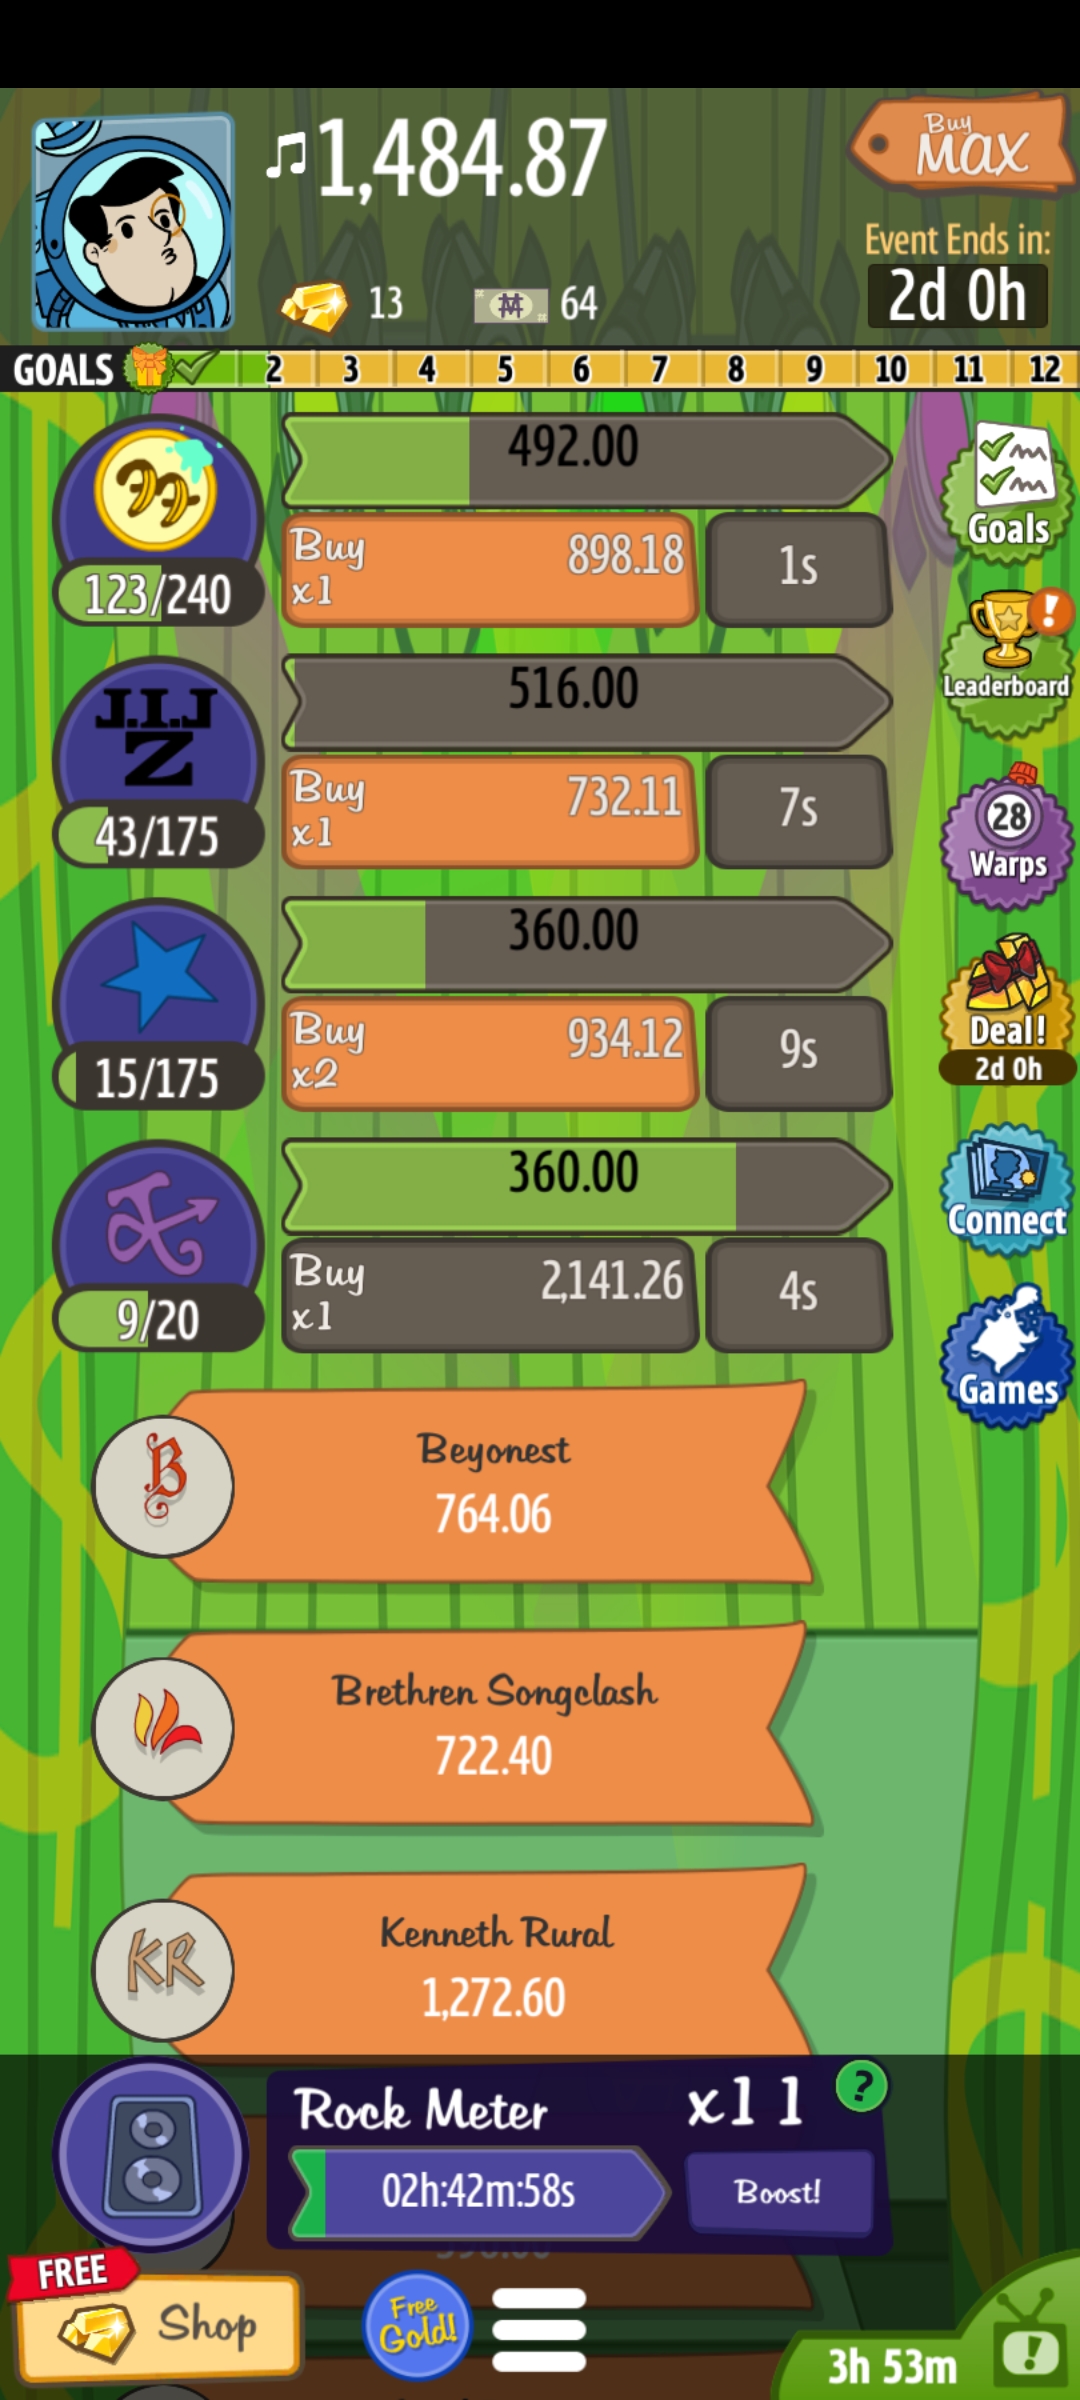 1,484.87
Buy
MAX
Event Ends in:
2d 0h
13
64
GOALS 2 3 4 5 6 7 8 9 10 11 12
492.00
Buy
x1
898.18
1s
123/240
Goals
J.I.J
Z
516.00
Buy
x1
732.11
7s
43/175
Leaderboard
!
28
Warps
360.00
Buy
x2
934.12
9s
15/175
Deal!
2d 0h
360.00
Buy
x1
2,141.26
4s
9/20
Connect
Games
B
Beyonest
764.06
Brethren Songclash
722.40
KR
Kenneth Rural
1,272.60
Rock Meter
x11
?
02h:42m:58s
Boost!
FREE
Shop
Free
Gold!
3h 53m
!